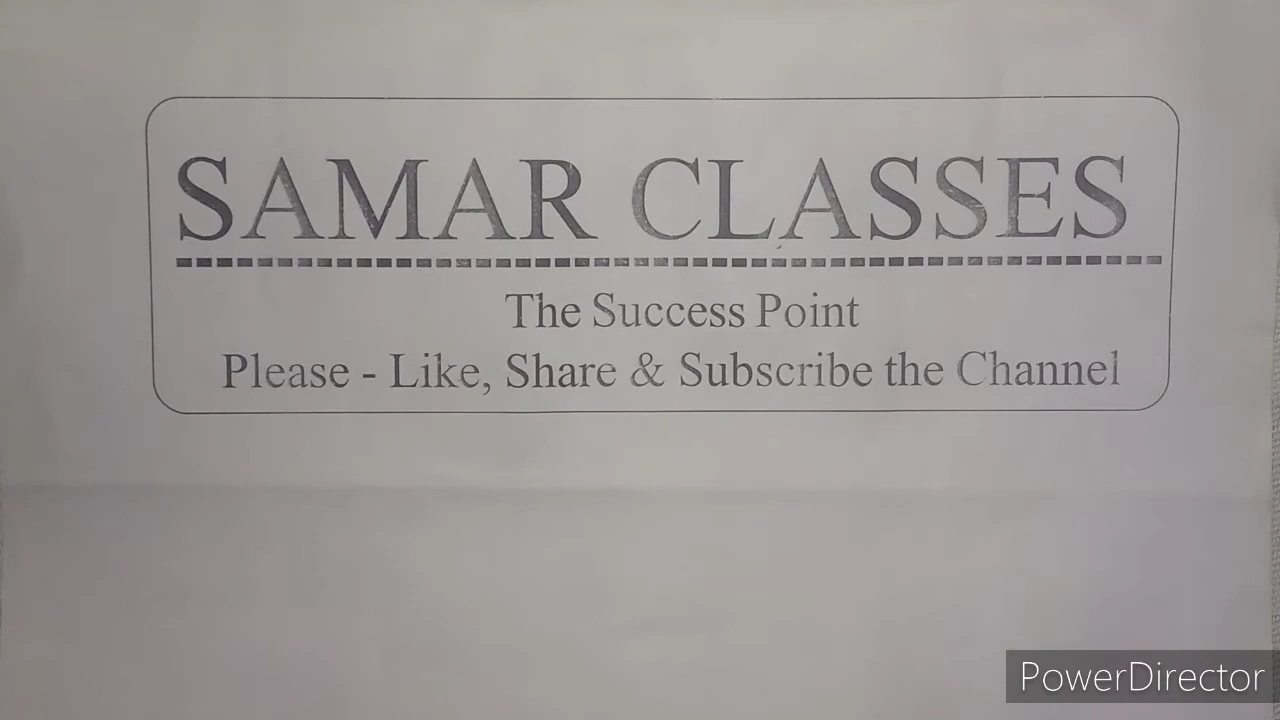 SAMAR CLASSES
The Success Point
Please - Like, Share & Subscribe the Channel
PowerDirector